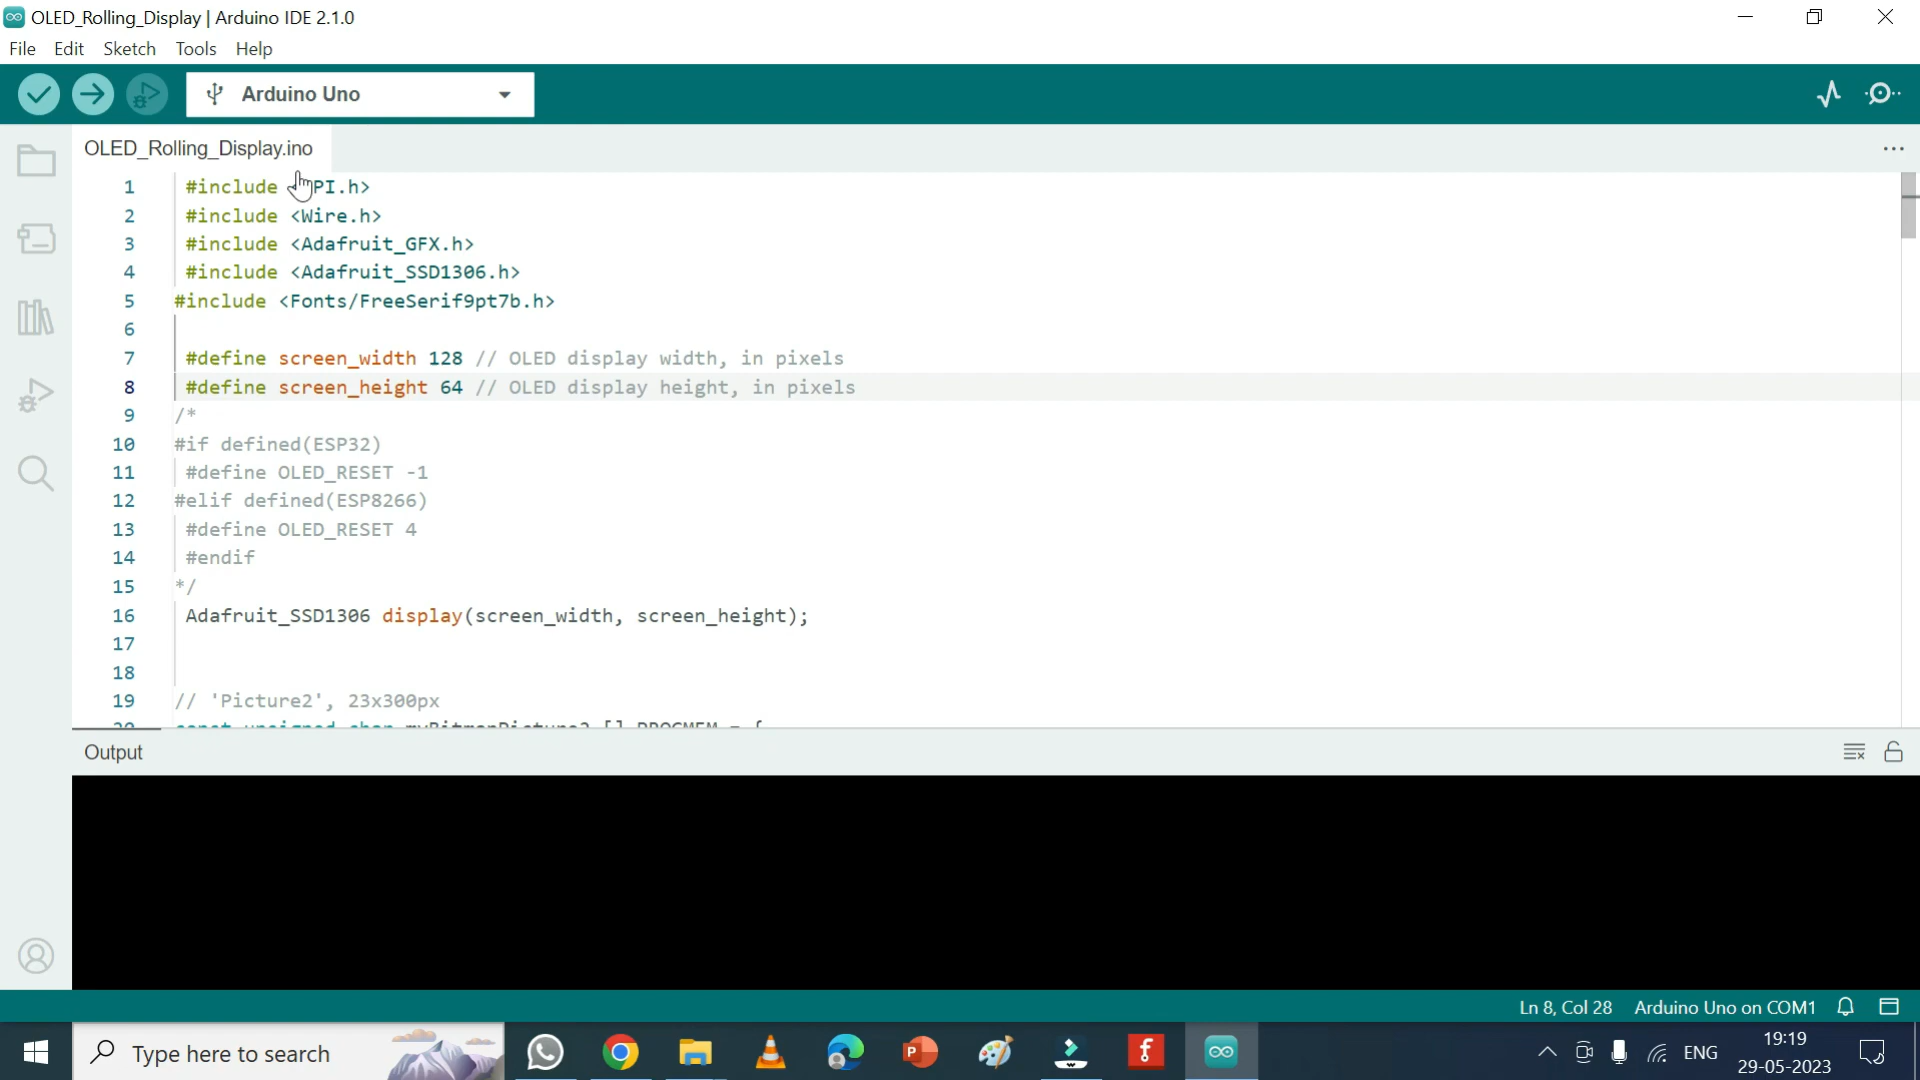 OLED_Rolling_Display | Arduino IDE 2.1.0
File Edit Sketch Tools Help
Arduino Uno
OLED_Rolling_Display.ino
1 #include PI.h>
2 #include <Wire.h>
3 #include <Adafruit_GFX.h>
4 #include <Adafruit_SSD1306.h>
5 #include <Fonts/FreeSerif9pt7b.h>
6
7 #define screen_width 128 // OLED display width, in pixels
8 #define screen_height 64 // OLED display height, in pixels
9 /*
10 #if defined(ESP32)
11 #define OLED_RESET -1
12 #elif defined(ESP8266)
13 #define OLED_RESET 4
14 #endif
15 */
16 Adafruit_SSD1306 display(screen_width, screen_height);
17
18
19 // 'Picture2', 23x300px
Output
Ln 8, Col 28 Arduino Uno on COM1
Type here to search
ENG
19:19
29-05-2023